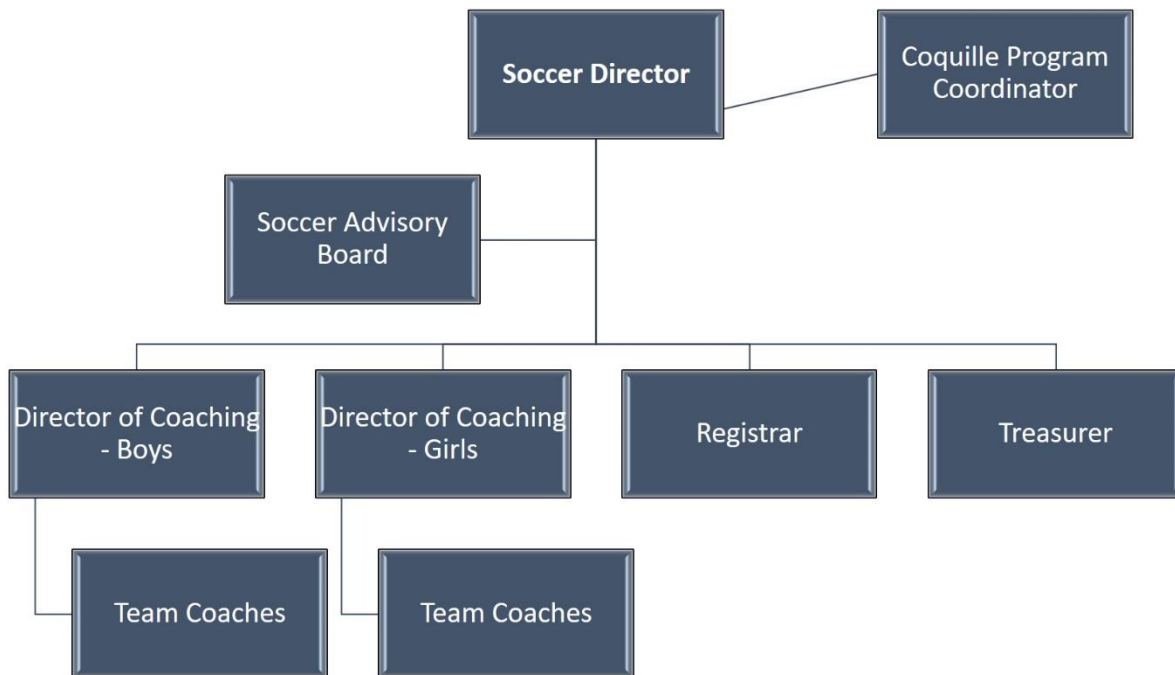 Soccer Director
Coquille Program
Coordinator
Soccer Advisory
Board
Director of Coaching
- Boys
Director of Coaching
- Girls
Registrar
Treasurer
Team Coaches
Team Coaches